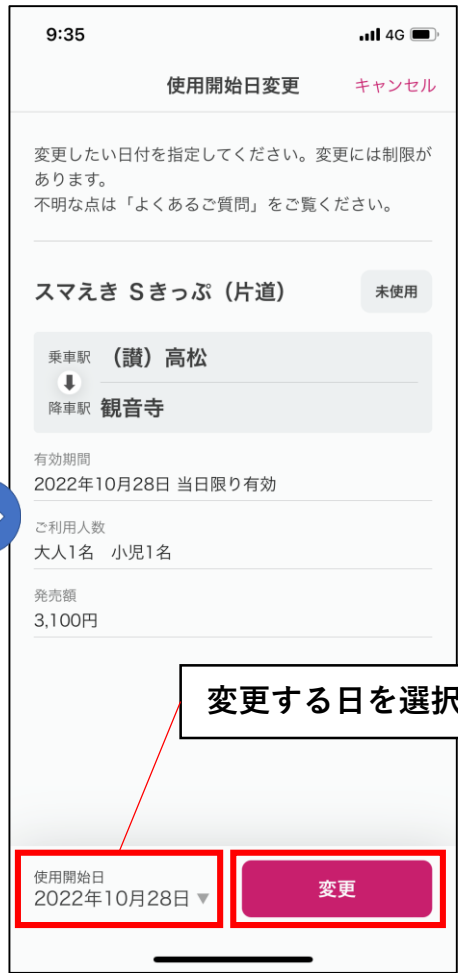 9:35
4G
使用開始日変更
キャンセル
変更したい日付を指定してください。変更には制限が
あります。
不明な点は「よくあるご質問」をご覧ください。
スマえき Sきっぷ（片道）
未使用
乗車駅 （讃）高松
降車駅 観音寺
有効期間
2022年10月28日 当日限り有効
ご利用人数
大人1名 小児1名
発売額
3,100円
変更する日を選択
使用開始日
2022年10月28日 ▼
変更